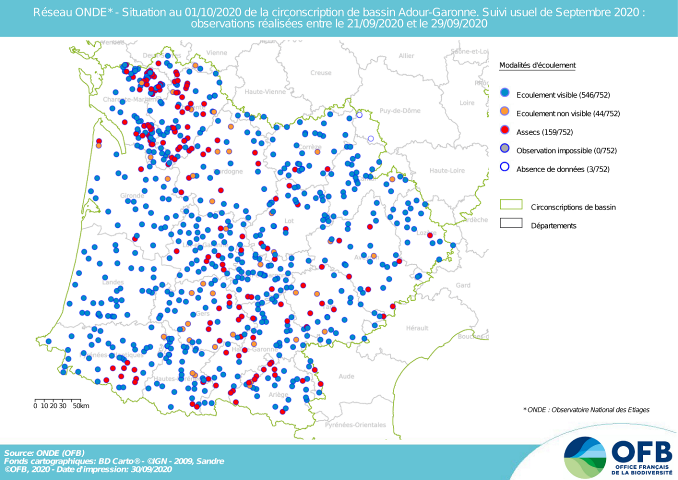 Réseau ONDE* - Situation au 01/10/2020 de la circonscription de bassin Adour-Garonne. Suivi usuel de Septembre 2020 :
observations réalisées entre le 21/09/2020 et le 29/09/2020
Modalités d'écoulement
Ecoulement visible (546/752)
Ecoulement non visible (44/752)
Assecs (159/752)
Observation impossible (0/752)
Absence de données (3/752)
Circonscriptions de bassin
Départements
Vienne
Creuse
Allier
Haute-Vienne
Puy-de-Dôme
Loire
Haute-Loire
Lot
Gard
Hérault
Aude
Pyrénées-Orientales
0 10 20 30 50km
* ONDE : Observatoire National des Etiages
Source: ONDE (OFB)
Fonds cartographiques: BD Carto® - ©IGN - 2009, Sandre
©OFB, 2020 - Date d'impression: 30/09/2020
OFB
OFFICE FRANÇAIS
DE LA BIODIVERSITÉ